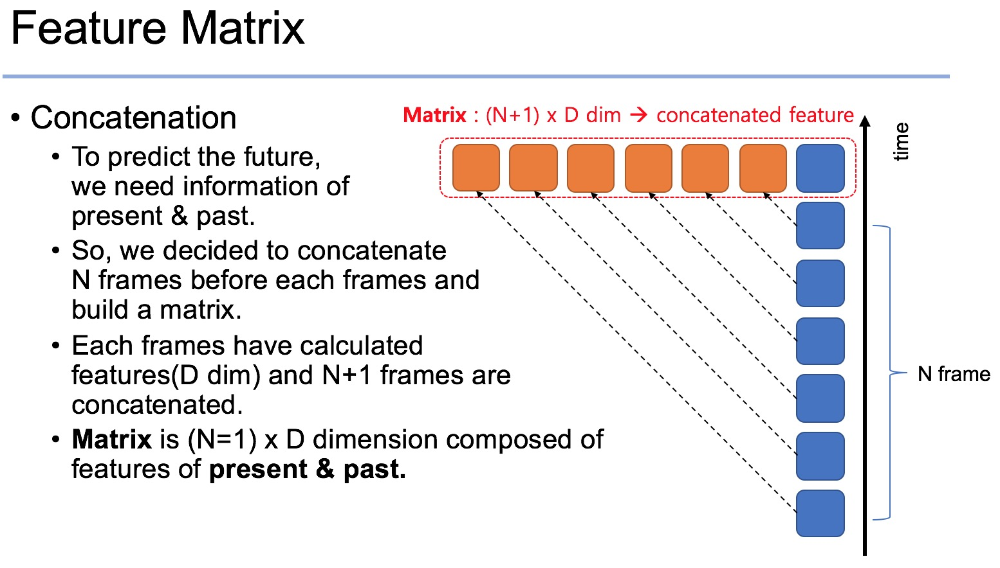 Feature Matrix
• Concatenation
• To predict the future,
we need information of
present & past.
• So, we decided to concatenate
N frames before each frames and
build a matrix.
• Each frames have calculated
features(D dim) and N+1 frames are
concatenated.
• Matrix is (N=1) x D dimension composed of
features of present & past.
Matrix : (N+1) x D dim → concatenated feature
time
N frame